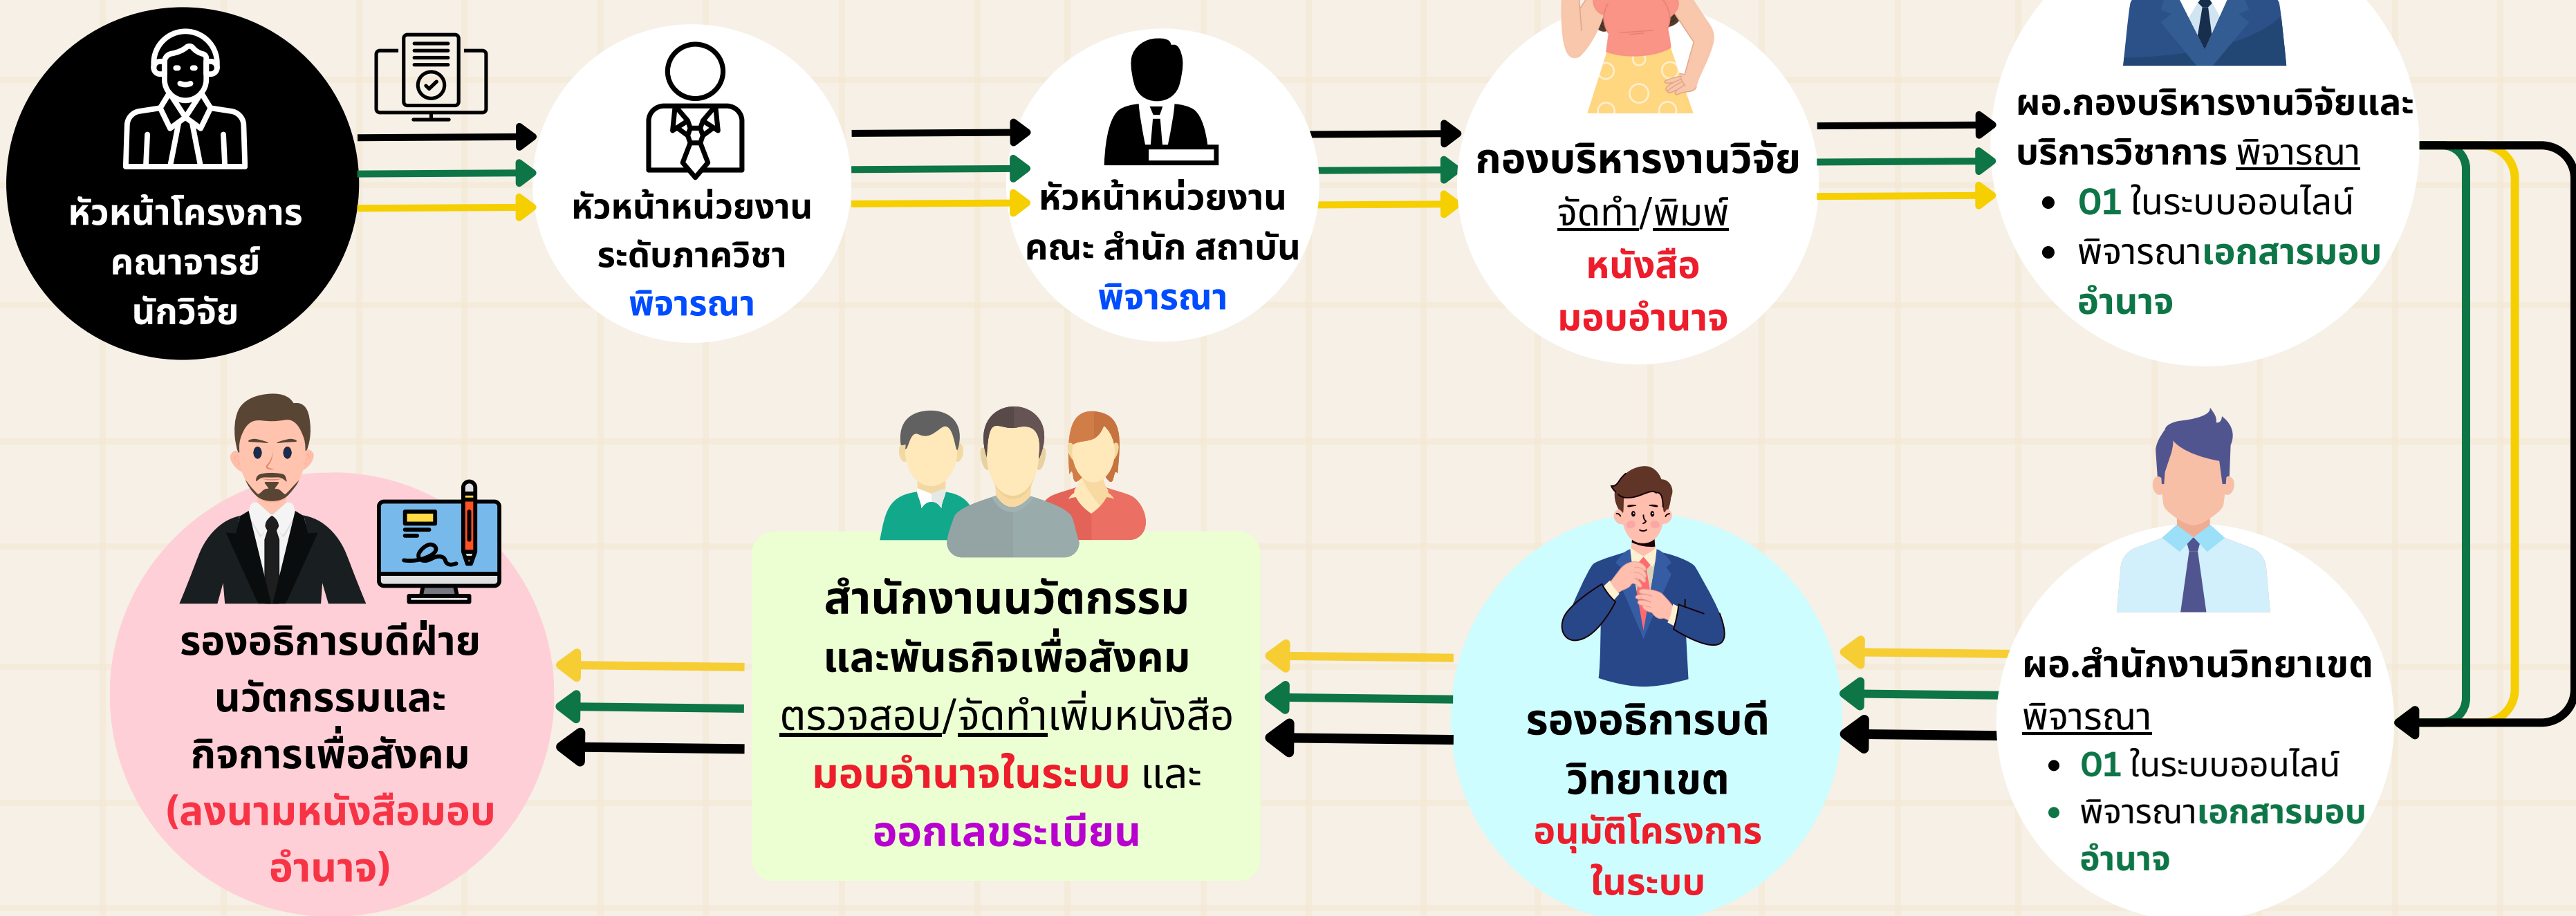 หัวหน้าโครงการ
คณาจารย์
นักวิจัย
หัวหน้าหน่วยงาน
ระดับภาควิชา
พิจารณา
หัวหน้าหน่วยงาน
คณะ สำนัก สถาบัน
พิจารณา
กองบริหารงานวิจัย
จัดทำ/พิมพ์
หนังสือ
มอบอำนาจ
ผอ.กองบริหารงานวิจัยและ
บริการวิชาการ พิจารณา
• 01 ในระบบออนไลน์
• พิจารณาเอกสารมอบ
อำนาจ
ผอ.สำนักงานวิทยาเขต
พิจารณา
• 01 ในระบบออนไลน์
• พิจารณาเอกสารมอบ
อำนาจ
รองอธิการบดี
วิทยาเขต
อนุมัติโครงการ
ในระบบ
สำนักงานนวัตกรรม
และพันธกิจเพื่อสังคม
ตรวจสอบ/จัดทำเพิ่มหนังสือ
มอบอำนาจในระบบ และ
ออกเลขระเบียน
รองอธิการบดีฝ่าย
นวัตกรรมและ
กิจการเพื่อสังคม
(ลงนามหนังสือมอบ
อำนาจ)